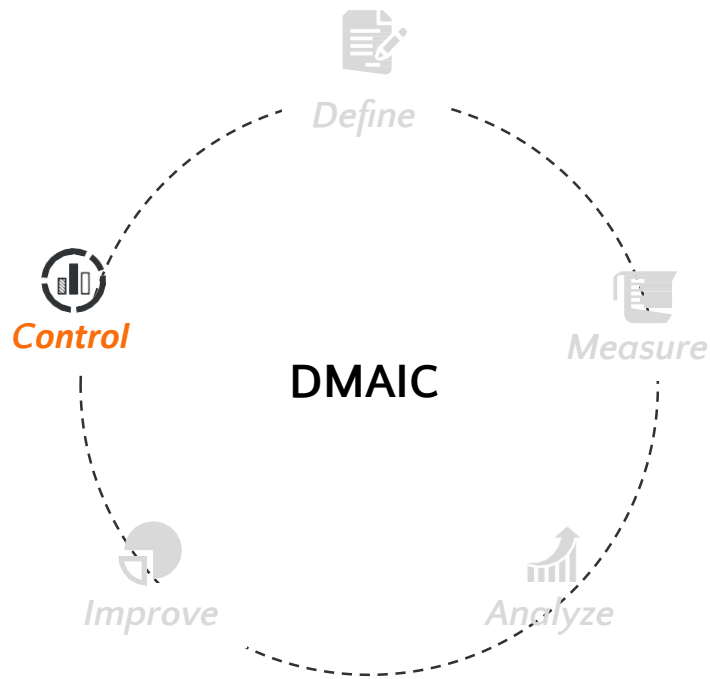 Define
Control
Measure
DMAIC
Improve
Analyze